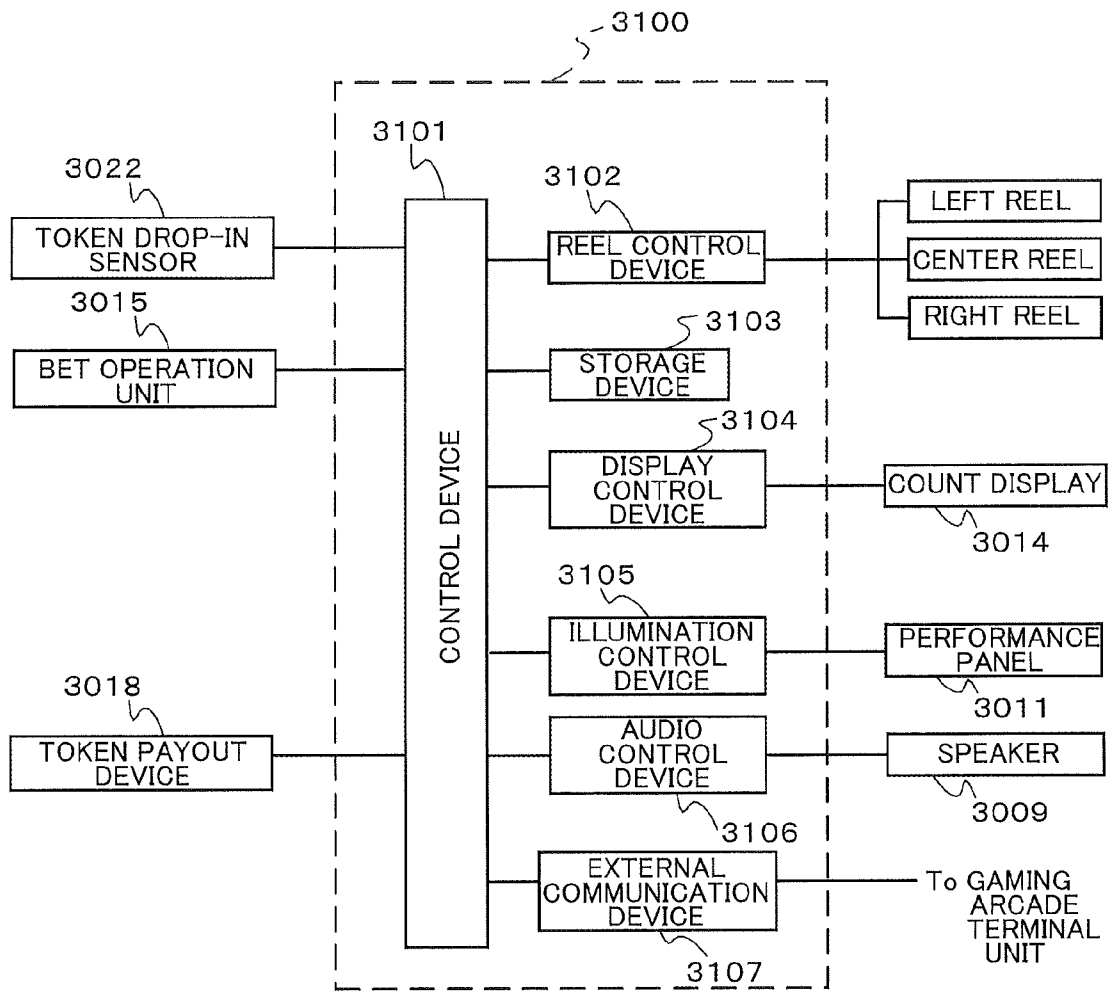 3100
3101
3022
TOKEN DROP-IN
SENSOR
3015
BET OPERATION
UNIT
3018
TOKEN PAYOUT
DEVICE
CONTROL DEVICE
3102
REEL CONTROL
DEVICE
LEFT REEL
CENTER REEL
RIGHT REEL
3103
STORAGE
DEVICE
3104
DISPLAY
CONTROL
DEVICE
COUNT DISPLAY
3014
3105
ILLUMINATION
CONTROL
DEVICE
PERFORMANCE
PANEL
3011
AUDIO
CONTROL
DEVICE
3106
SPEAKER
3009
EXTERNAL
COMMUNICATION
DEVICE
3107
To GAMING
ARCADE
TERMINAL
UNIT